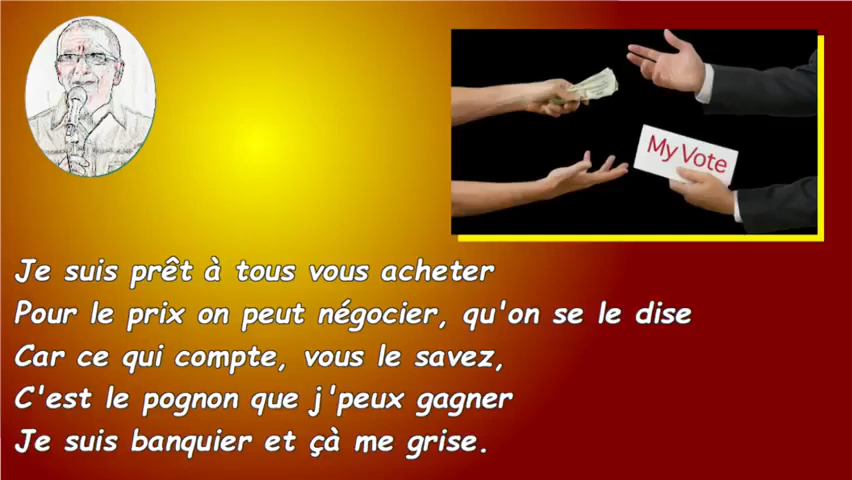 My Vote
Je suis prêt à tous vous acheter
Pour le prix on peut négocier, qu'on se le dise
Car ce qui compte, vous le savez,
C'est le pognon que j'peux gagner
Je suis banquier et çà me grise.